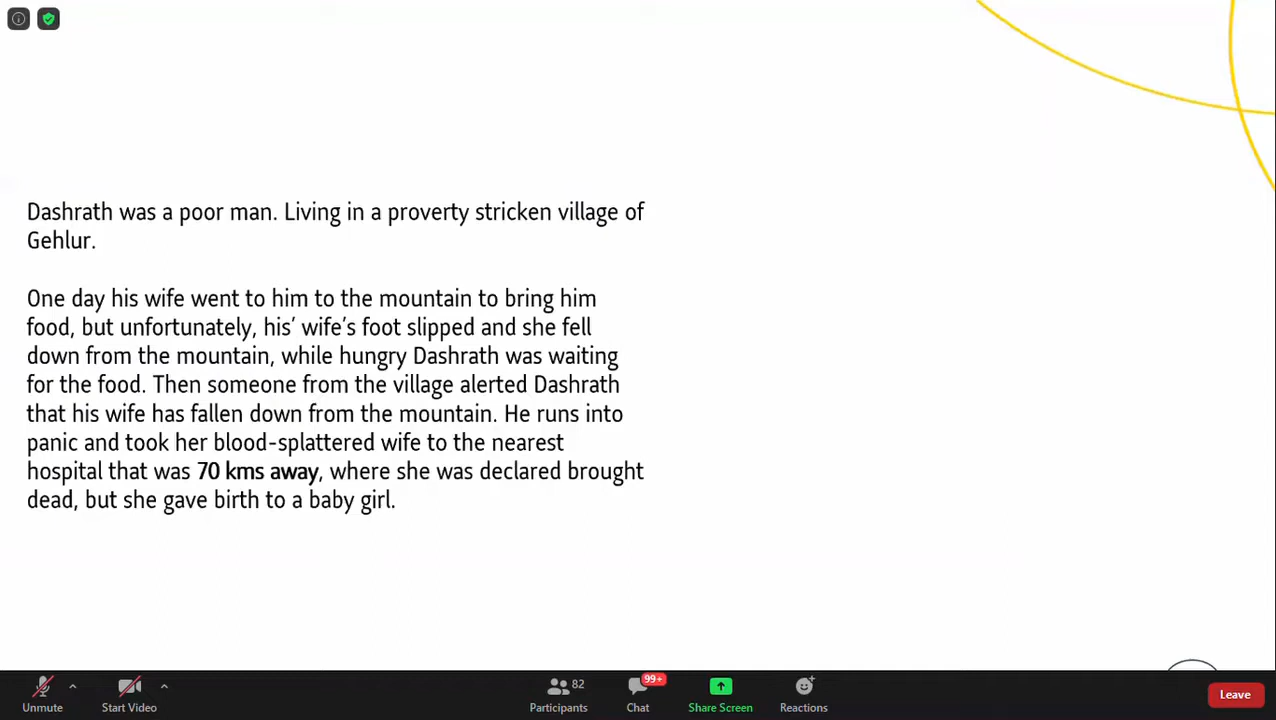 Dashrath was a poor man. Living in a proverty stricken village of
Gehlur.
One day his wife went to him to the mountain to bring him
food, but unfortunately, his’ wife’s foot slipped and she fell
down from the mountain, while hungry Dashrath was waiting
for the food. Then someone from the village alerted Dashrath
that his wife has fallen down from the mountain. He runs into
panic and took her blood-splattered wife to the nearest
hospital that was 70 kms away, where she was declared brought
dead, but she gave birth to a baby girl.
Unmute
Start Video
82
Participants
99+
Chat
Share Screen
Reactions
Leave